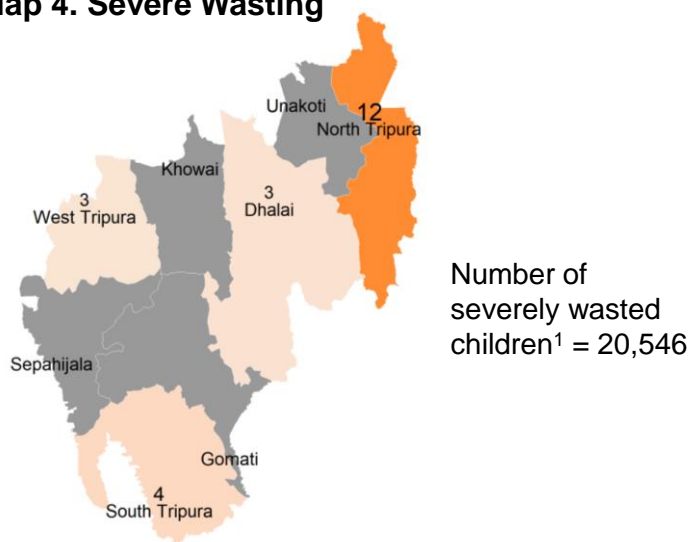 ap 4. Severe Wasting
Unakoti
12
North Tripura
Khowai
3
West Tripura
3
Dhalai
Number of
severely wasted
children¹ = 20,546
Sepahijala
Gomati
4
South Tripura